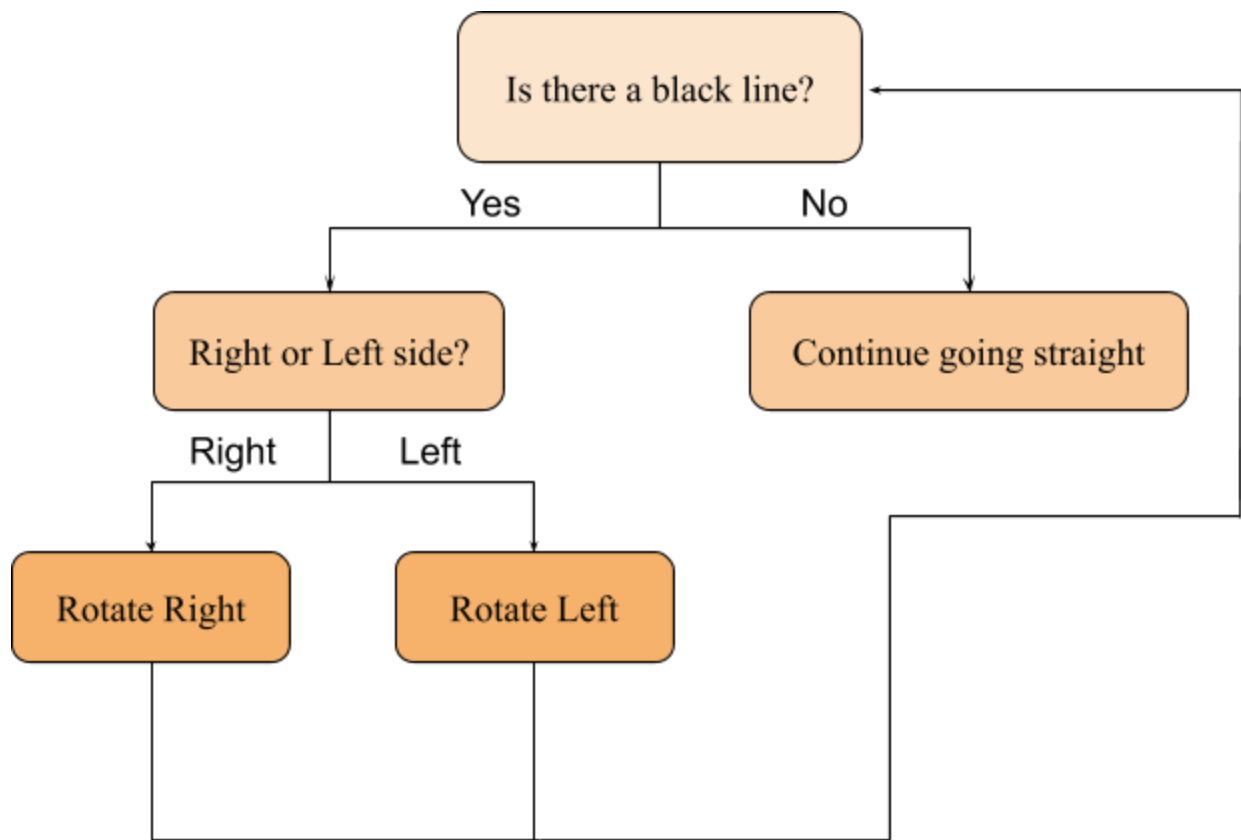 Is there a black line?
Yes
No
Right or Left side?
Continue going straight
Right
Left
Rotate Right
Rotate Left